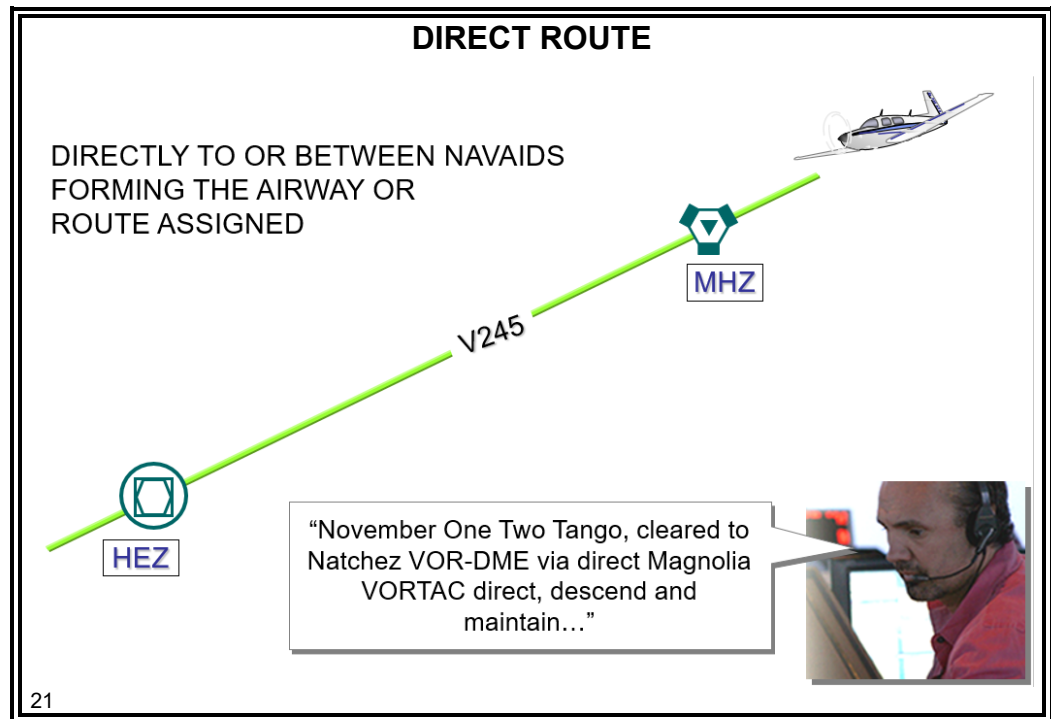 DIRECT ROUTE
DIRECTLY TO OR BETWEEN NAVAIDS
FORMING THE AIRWAY OR
ROUTE ASSIGNED
MHZ
V245
HEZ
“November One Two Tango, cleared to
Natchez VOR-DME via direct Magnolia
VORTAC direct, descend and
maintain…”
21